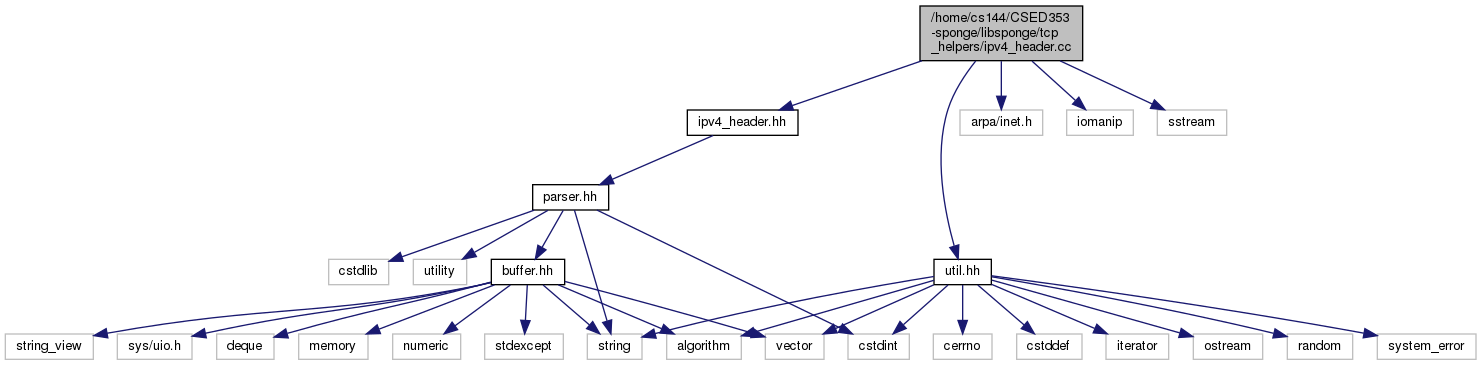 /home/cs144/CSED353
-sponge/libsponge/tcp
_helpers/ipv4_header.cc
ipv4_header.hh
arpa/inet.h
iomanip
sstream
parser.hh
cstdlib
utility
buffer.hh
util.hh
string_view
sys/uio.h
deque
memory
numeric
stdexcept
string
algorithm
vector
cstdint
cerrno
cstddef
iterator
ostream
random
system_error